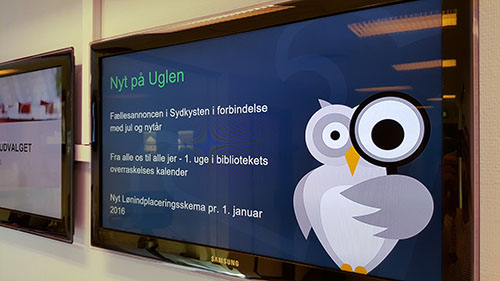 UDVALGET
Nyt på Uglen
Fællesannoncen i Sydkysten i forbindelse
med jul og nytår
Fra alle os til alle jer - 1. uge i bibliotekets
overraskelses kalender
Nyt Lønindplaceringsskema pr. 1. januar
2016
SAMSUNG